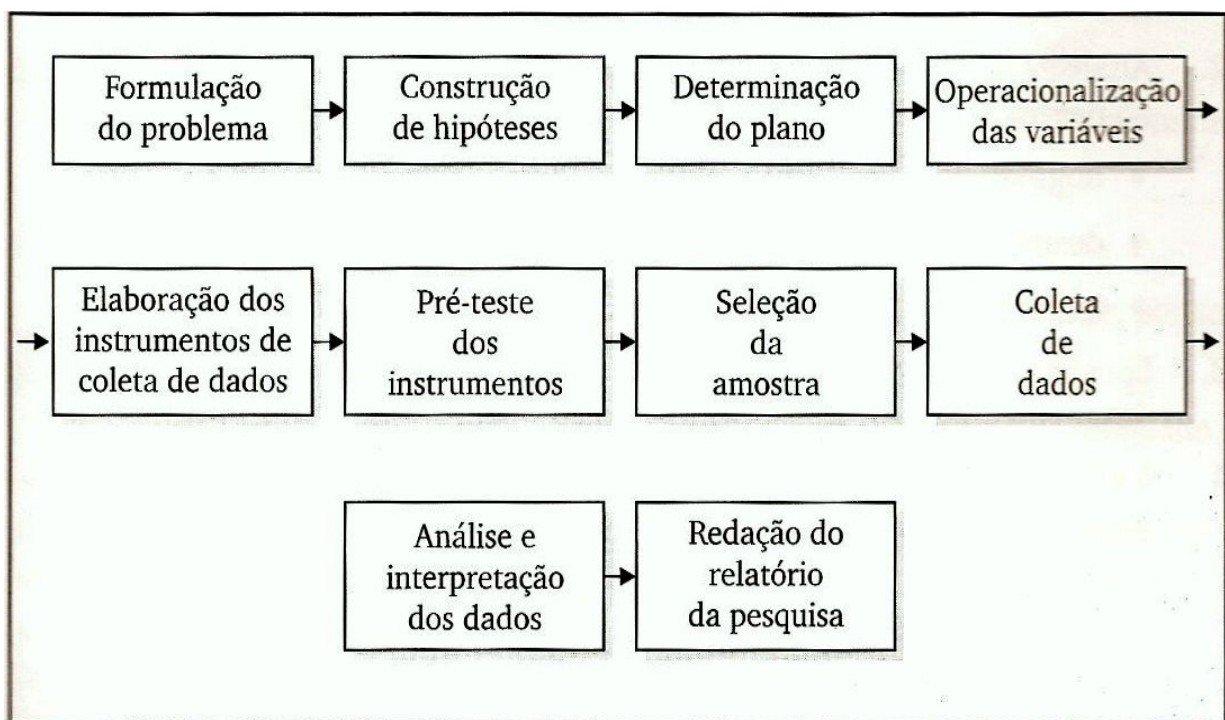 Formulação
do problema
Construção
de hipóteses
Determinação
do plano
Operacionalização
das variáveis
Elaboração dos
instrumentos de
coleta de dados
Pré-teste
dos
instrumentos
Seleção
da
amostra
Coleta
de
dados
Análise e
interpretação
dos dados
Redação do
relatório
da pesquisa